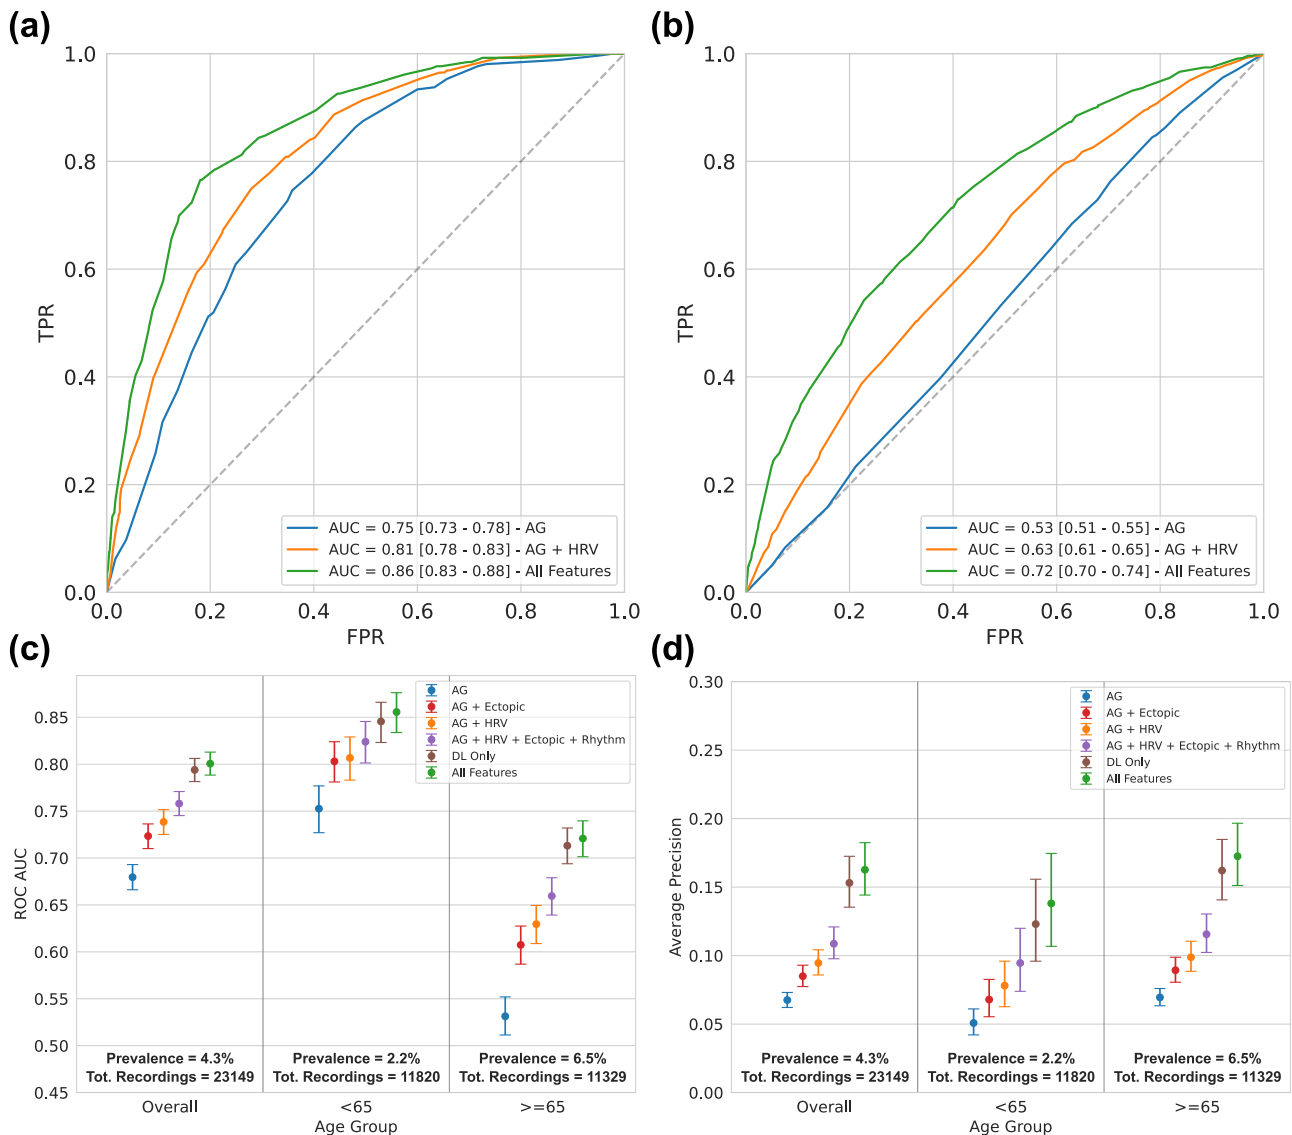 (a)
1.0
0.8
0.6
0.4
0.2
0.0
TPR
0.0
0.2
0.4
0.6
0.8
1.0
FPR
AUC = 0.75 [0.73 - 0.78] - AG
AUC = 0.81 [0.78 - 0.83] - AG + HRV
AUC = 0.86 [0.83 - 0.88] - All Features
(b)
1.0
0.8
0.6
0.4
0.2
0.0
TPR
0.0
0.2
0.4
0.6
0.8
1.0
FPR
AUC = 0.53 [0.51 - 0.55] - AG
AUC = 0.63 [0.61 - 0.65] - AG + HRV
AUC = 0.72 [0.70 - 0.74] - All Features
(c)
0.85
0.80
0.75
0.70
0.65
0.60
0.55
0.50
0.45
ROC AUC
AG
AG + Ectopic
AG + HRV
AG + HRV + Ectopic + Rhythm
DL Only
All Features
Prevalence = 4.3%
Tot. Recordings = 23149
Prevalence = 2.2%
Tot. Recordings = 11820
Prevalence = 6.5%
Tot. Recordings = 11329
Overall
<65
>=65
Age Group
(d)
0.30
0.25
0.20
0.15
0.10
0.05
0.00
Average Precision
AG
AG + Ectopic
AG + HRV
AG + HRV + Ectopic + Rhythm
DL Only
All Features
Prevalence = 4.3%
Tot. Recordings = 23149
Prevalence = 2.2%
Tot. Recordings = 11820
Prevalence = 6.5%
Tot. Recordings = 11329
Overall
<65
>=65
Age Group